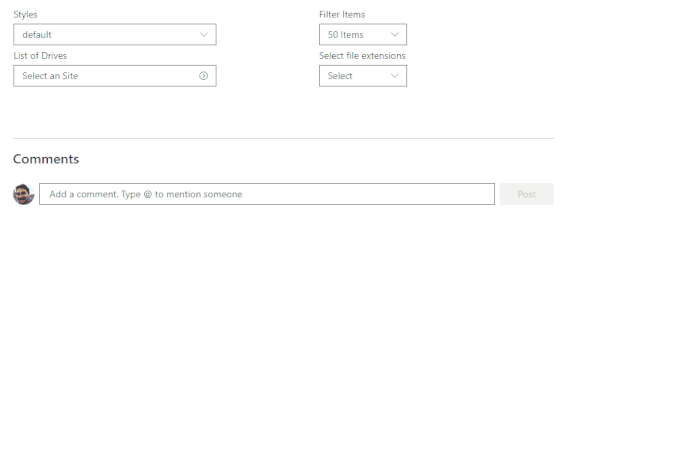 Styles
Filter Items
default
50 Items
List of Drives
Select file extensions
Select an Site
Select
Comments
Add a comment. Type @ to mention someone
Post